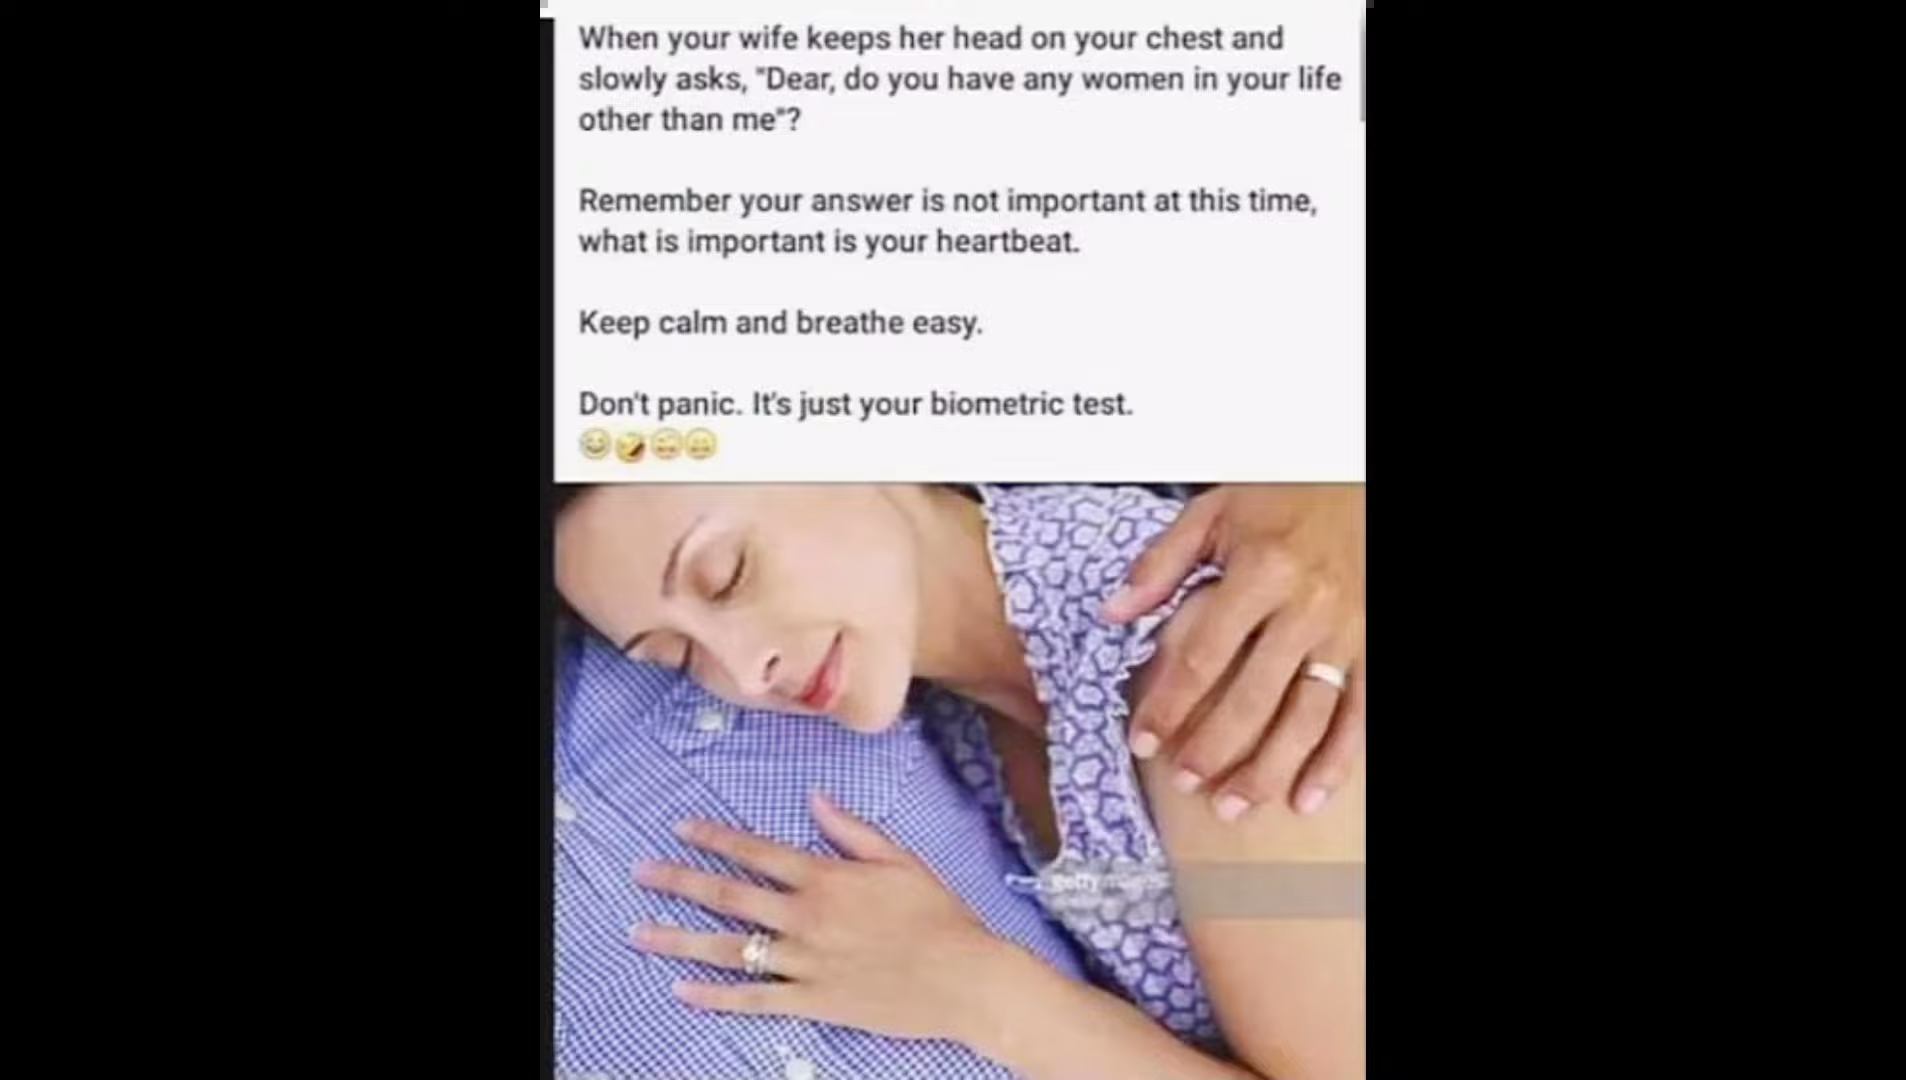 When your wife keeps her head on your chest and
slowly asks, "Dear, do you have any women in your life
other than me"?
Remember your answer is not important at this time,
what is important is your heartbeat.
Keep calm and breathe easy.
Don't panic. It's just your biometric test.
😂🤣😜😄
getty